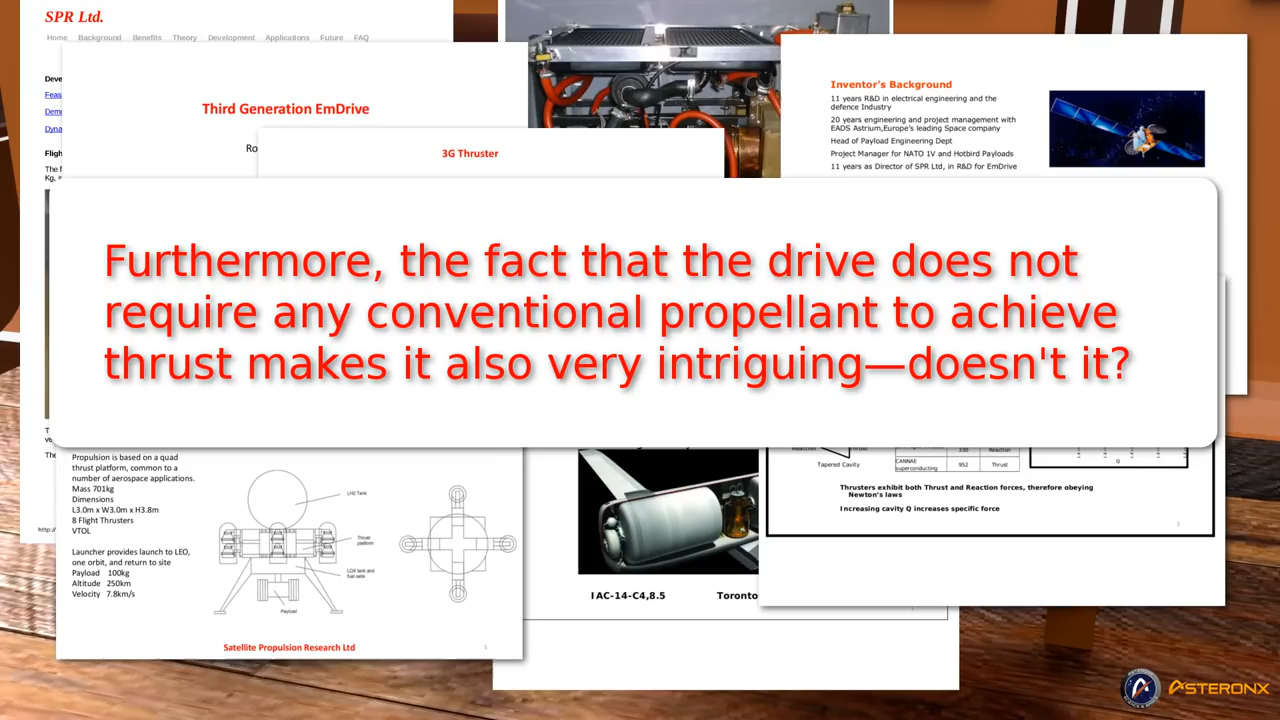 SPR Ltd.
Home Background Benefits Theory Development Applications Future FAQ
Third Generation EmDrive
3G Thruster
Inventor's Background
11 years R&D in electrical engineering and the
defence Industry
20 years engineering and project management with
EADS Astrium,Europe's leading Space company
Head of Payload Engineering Dept
Project Manager for NATO 1V and Hotbird Payloads
11 years as Director of SPR Ltd, in R&D for EmDrive
Furthermore, the fact that the drive does not
require any conventional propellant to achieve
thrust makes it also very intriguing—doesn't it?
Propulsion is based on a quad
thrust platform, common to a
number of aerospace applications.
Mass 701kg
Dimensions
L3.0m x W3.0m x H3.8m
8 Flight Thrusters
VTOL
Launcher provides launch to LEO,
one orbit, and return to site
Payload 100kg
Altitude 250km
Velocity 7.8km/s
LH2 Tank
Thrust
platform
LOX tank and
fuel cells
Payload
Satellite Propulsion Research Ltd
5
IAC-14-C4,8.5 Toronto
Tapered Cavity
330 Reaction
CANNAE
superconducting
952 Thrust
Q
Thrusters exhibit both Thrust and Reaction forces, therefore obeying
Newton's laws
Increasing cavity Q increases specific force
2
ASTERONX